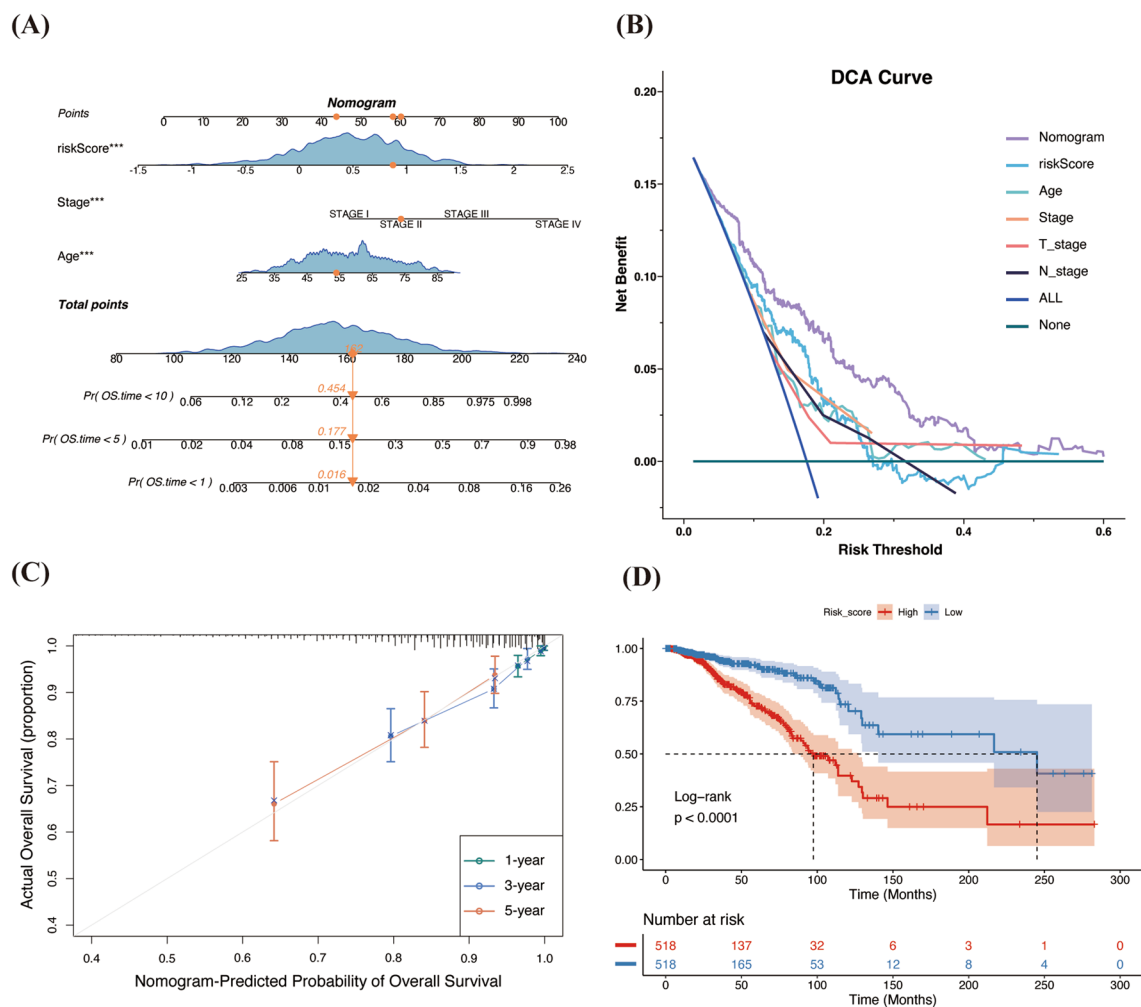 (A)
Nomogram
Points
0 10 20 30 40 50 60 70 80 90 100
riskScore***
-1.5 -1 0 0.5 1 1.5 2 2.5
Stage***
STAGE I STAGE III
STAGE II STAGE IV
Age***
25 35 45 55 65 75 85
Total points
80 100 120 140 160 180 200 220 240
0.454
Pr( OS.time < 10 )
0.06 0.12 0.2 0.4 0.6 0.85 0.975 0.998
0.177
Pr( OS.time < 5 )
0.01 0.02 0.04 0.08 0.15 0.3 0.5 0.7 0.9 0.98
0.016
Pr( OS.time < 1 )
0.003 0.006 0.01 0.02 0.04 0.08 0.16 0.26
(B)
DCA Curve
Net Benefit
0.20
0.15
0.10
0.05
0.00
0.0 0.2 0.4 0.6
Risk Threshold
Nomogram
riskScore
Age
Stage
T_stage
N_stage
ALL
None
(C)
Actual Overall Survival (proportion)
1.0
0.9
0.8
0.7
0.6
0.5
0.4
0.4 0.5 0.6 0.7 0.8 0.9 1.0
Nomogram-Predicted Probability of Overall Survival
1-year
3-year
5-year
(D)
Risk_score High Low
1.00
0.75
0.50
0.25
0.00
Log-rank
p < 0.0001
0 50 100 150 200 250 300
Time (Months)
Number at risk
518 137 32 6 3 1 0
518 165 53 12 8 4 0
0 50 100 150 200 250 300
Time (Months)